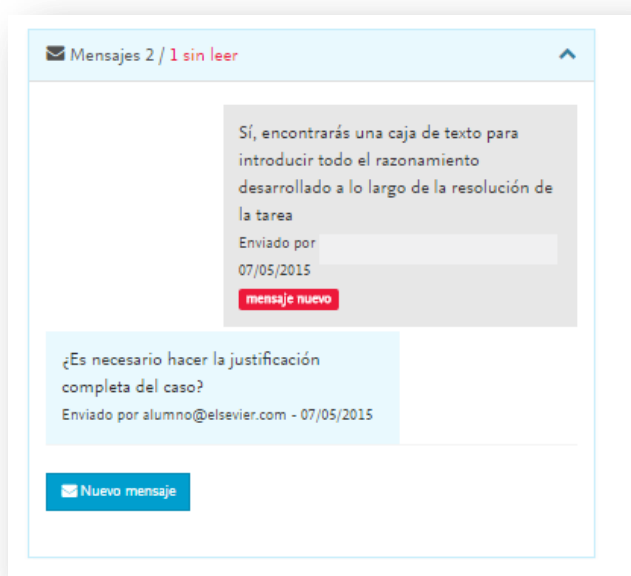 Mensajes 2 / 1 sin leer
Sí, encontrarás una caja de texto para
introducir todo el razonamiento
desarrollado a lo largo de la resolución de
la tarea
Enviado por
07/05/2015
mensaje nuevo
¿Es necesario hacer la justificación
completa del caso?
Enviado por alumno@elsevier.com - 07/05/2015
Nuevo mensaje